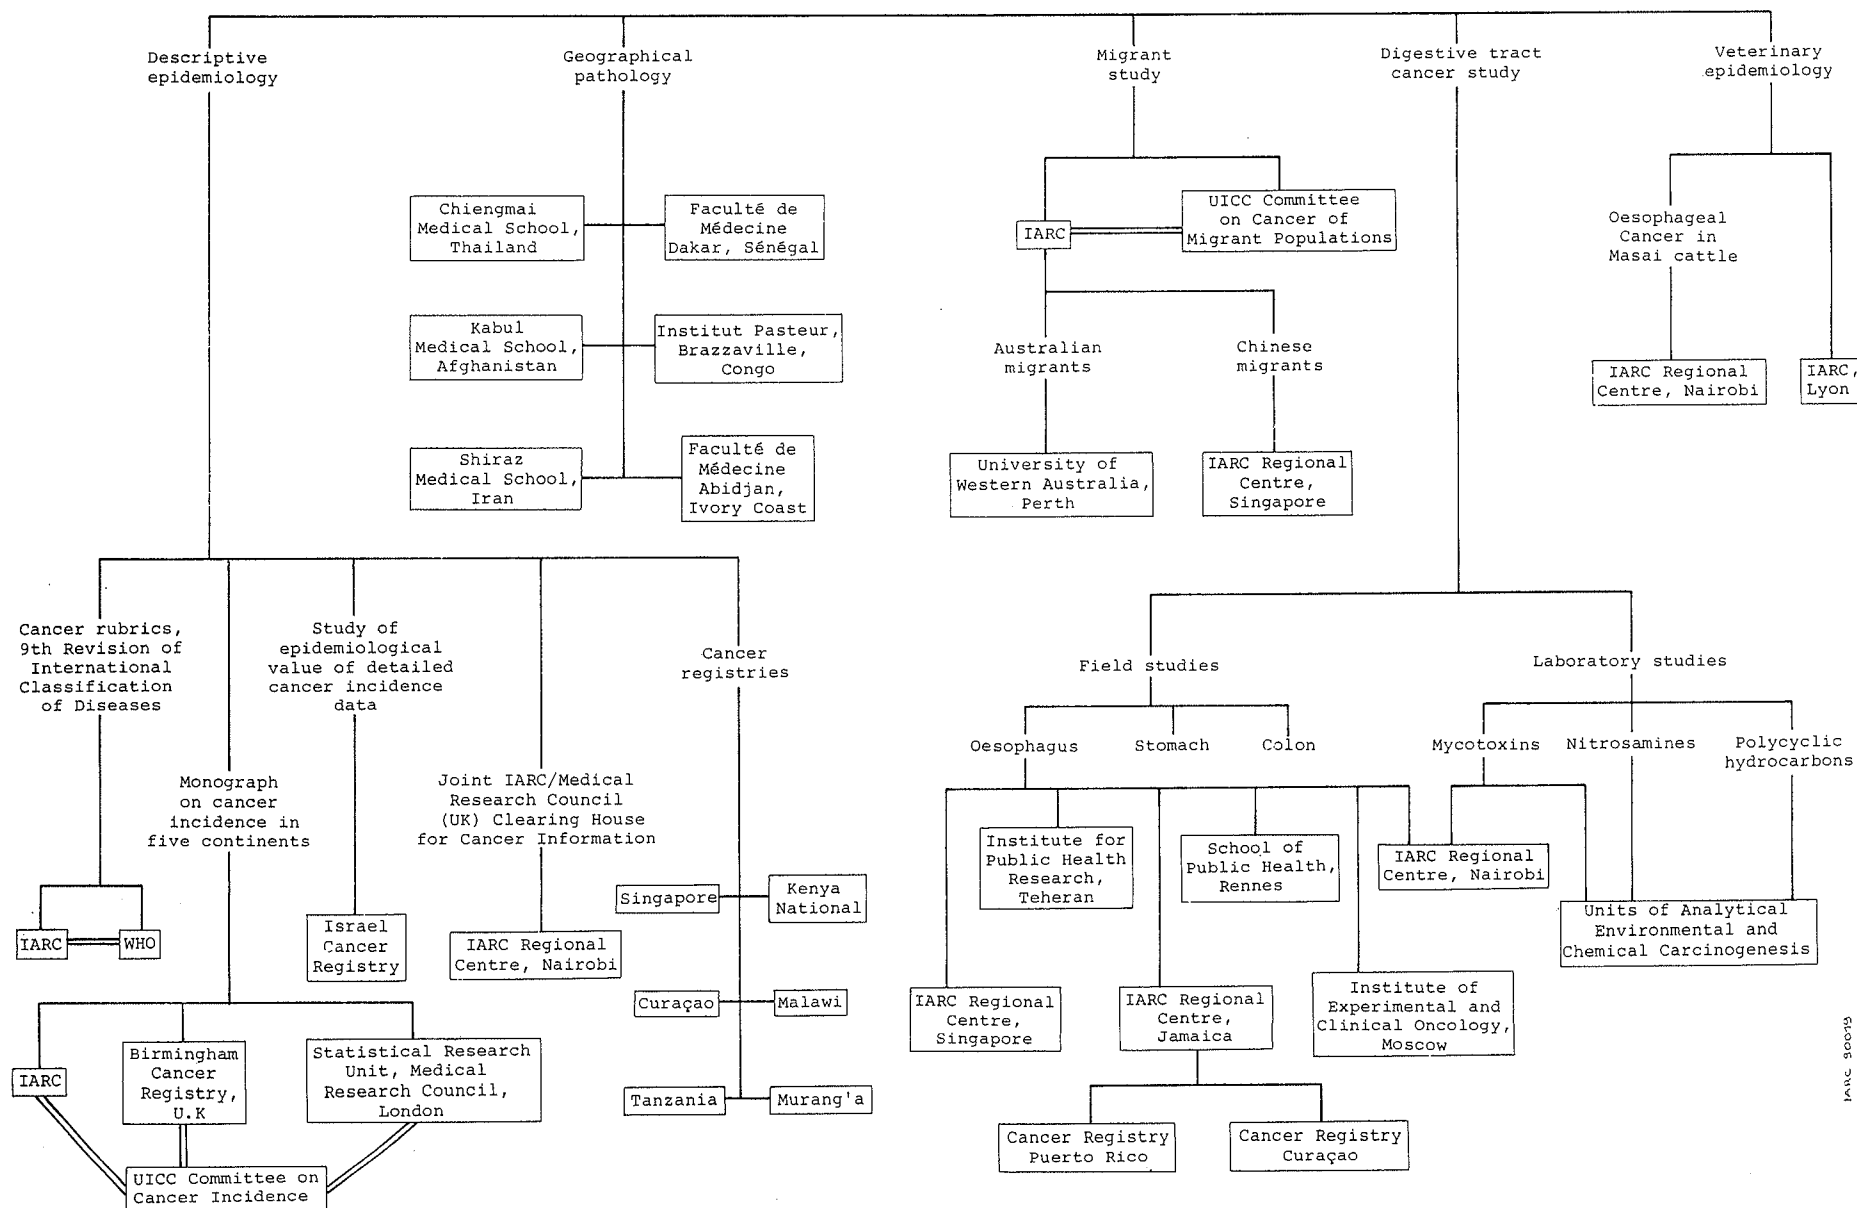 Descriptive
epidemiology
Geographical
pathology
Migrant
study
Digestive tract
cancer study
Veterinary
epidemiology
Chiengmai
Medical School,
Thailand
Faculté de
Médecine
Dakar, Sénégal
Kabul
Medical School,
Afghanistan
Institut Pasteur,
Brazzaville,
Congo
Shiraz
Medical School,
Iran
Faculté de
Médecine
Abidjan,
Ivory Coast
IARC
UICC Committee
on Cancer of
Migrant Populations
Australian
migrants
Chinese
migrants
University of
Western Australia,
Perth
IARC Regional
Centre,
Singapore
Oesophageal
Cancer in
Masai cattle
IARC Regional
Centre, Nairobi
IARC,
Lyon
Cancer rubrics,
9th Revision of
International
Classification
of Diseases
IARC
WHO
Monograph
on cancer
incidence in
five continents
IARC
Birmingham
Cancer
Registry,
U.K
Statistical Research
Unit, Medical
Research Council,
London
UICC Committee on
Cancer Incidence
Study of
epidemiological
value of detailed
cancer incidence
data
Israel
Cancer
Registry
Joint IARC/Medical
Research Council
(UK) Clearing House
for Cancer Information
IARC Regional
Centre, Nairobi
Cancer
registries
Singapore
Kenya
National
Curaçao
Malawi
Tanzania
Murang'a
Field studies
Oesophagus
Stomach
Colon
IARC Regional
Centre,
Singapore
Institute for
Public Health
Research,
Teheran
IARC Regional
Centre,
Jamaica
School of
Public Health,
Rennes
Institute of
Experimental and
Clinical Oncology,
Moscow
IARC Regional
Centre, Nairobi
Cancer Registry
Puerto Rico
Cancer Registry
Curaçao
Laboratory studies
Mycotoxins
Nitrosamines
Polycyclic
hydrocarbons
Units of Analytical
Environmental and
Chemical Carcinogenesis
IARC 90019